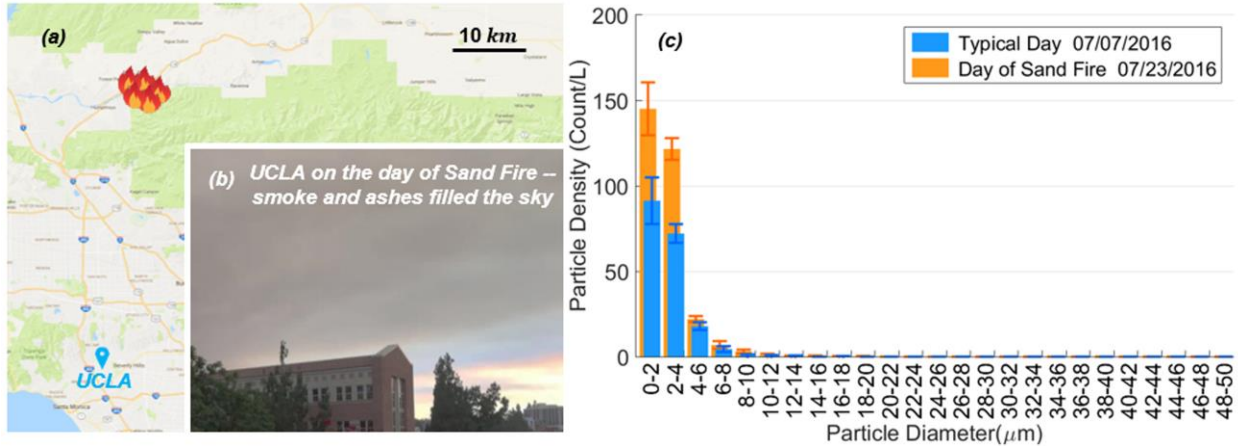 (a)
10 km
UCLA
Santa Monica
Beverly Hills
(b) UCLA on the day of Sand Fire –
smoke and ashes filled the sky
(c)
Typical Day 07/07/2016
Day of Sand Fire 07/23/2016
Particle Density (Count/L)
200
150
100
50
0
0-2
2-4
4-6
6-8
8-10
10-12
12-14
14-16
16-18
18-20
20-22
22-24
24-26
26-28
28-30
30-32
32-34
34-36
36-38
38-40
40-42
42-44
44-46
46-48
48-50
Particle Diameter(μm)